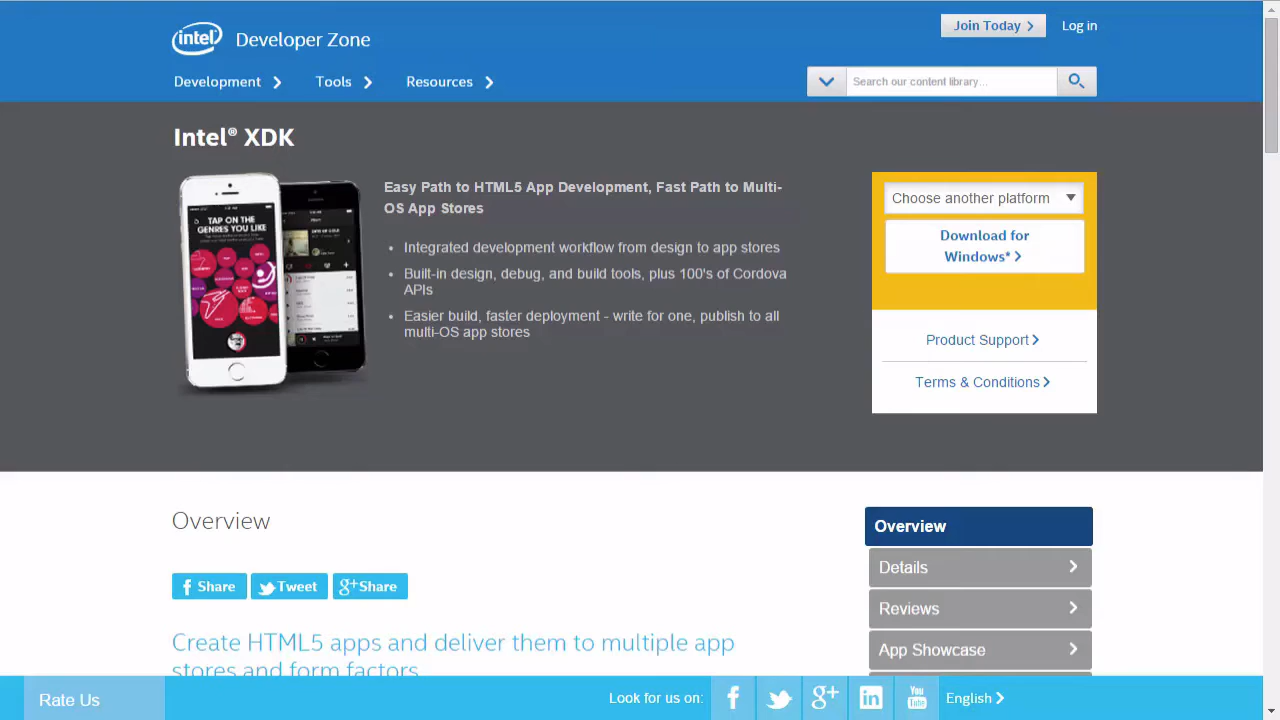 intel Developer Zone
Join Today
Log in
Development
Tools
Resources
Search our content library...
Intel® XDK
TAP ON THE
GENRES YOU LIKE
Easy Path to HTML5 App Development, Fast Path to Multi-
OS App Stores
Integrated development workflow from design to app stores
Built-in design, debug, and build tools, plus 100's of Cordova
APIs
Easier build, faster deployment - write for one, publish to all
multi-OS app stores
Choose another platform
Download for
Windows*
Product Support
Terms & Conditions
Overview
Share
Tweet
g+ Share
Create HTML5 apps and deliver them to multiple app
stores and form factors
Overview
Details
Reviews
App Showcase
Rate Us
Look for us on:
f
g+
in
You Tube
English